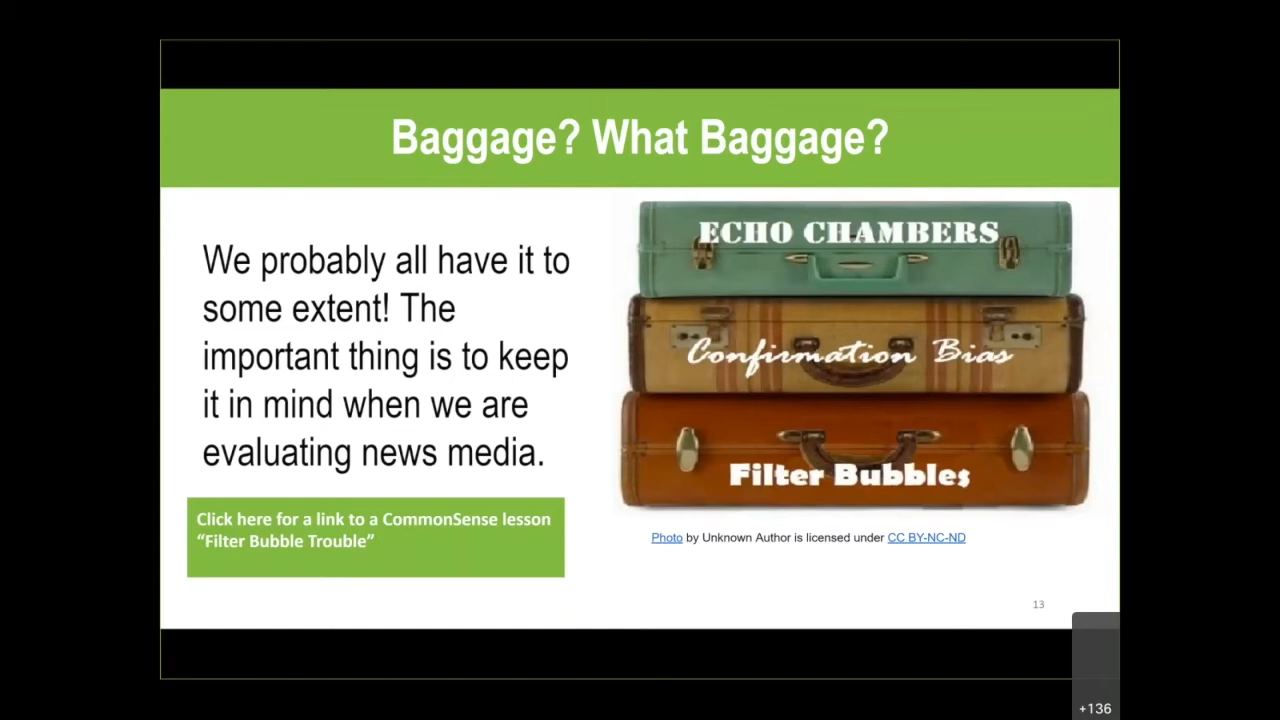 Baggage? What Baggage?
We probably all have it to
some extent! The
important thing is to keep
it in mind when we are
evaluating news media.
Click here for a link to a CommonSense lesson
“Filter Bubble Trouble”
ECHO CHAMBERS
Confirmation Bias
Filter Bubbles
Photo by Unknown Author is licensed under CC BY-NC-ND
13
+136